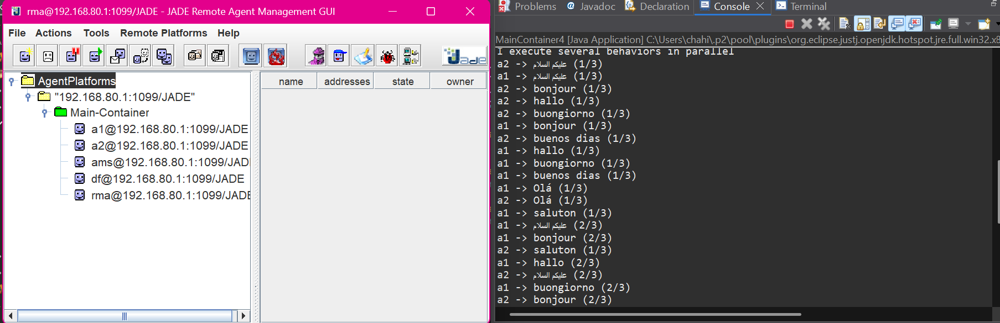 rma@192.168.80.1:1099/JADE - JADE Remote Agent Management GUI
File Actions Tools Remote Platforms Help
Jade
AgentPlatforms
"192.168.80.1:1099/JADE"
Main-Container
a1@192.168.80.1:1099/JADE
a2@192.168.80.1:1099/JADE
ams@192.168.80.1:1099/JAD
df@192.168.80.1:1099/JADE
rma@192.168.80.1:1099/JADE
name addresses state owner
Problems Javadoc Declaration Console Terminal
MainContainer4 [Java Application] C:\Users\chahi\.p2\pool\plugins\org.eclipse.justj.openjdk.hotspot.jre.full.win32.x8
I execute several behaviors in parallel
a2 -> عليكم السلام (1/3)
a1 -> عليكم السلام (1/3)
a2 -> bonjour (1/3)
a2 -> hallo (1/3)
a2 -> buongiorno (1/3)
a1 -> bonjour (1/3)
a2 -> buenos dias (1/3)
a1 -> hallo (1/3)
a1 -> buongiorno (1/3)
a1 -> buenos dias (1/3)
a1 -> Olá (1/3)
a2 -> Olá (1/3)
a1 -> saluton (1/3)
a1 -> عليكم السلام (2/3)
a1 -> bonjour (2/3)
a2 -> saluton (1/3)
a1 -> hallo (2/3)
a2 -> عليكم السلام (2/3)
a1 -> buongiorno (2/3)
a2 -> bonjour (2/3)